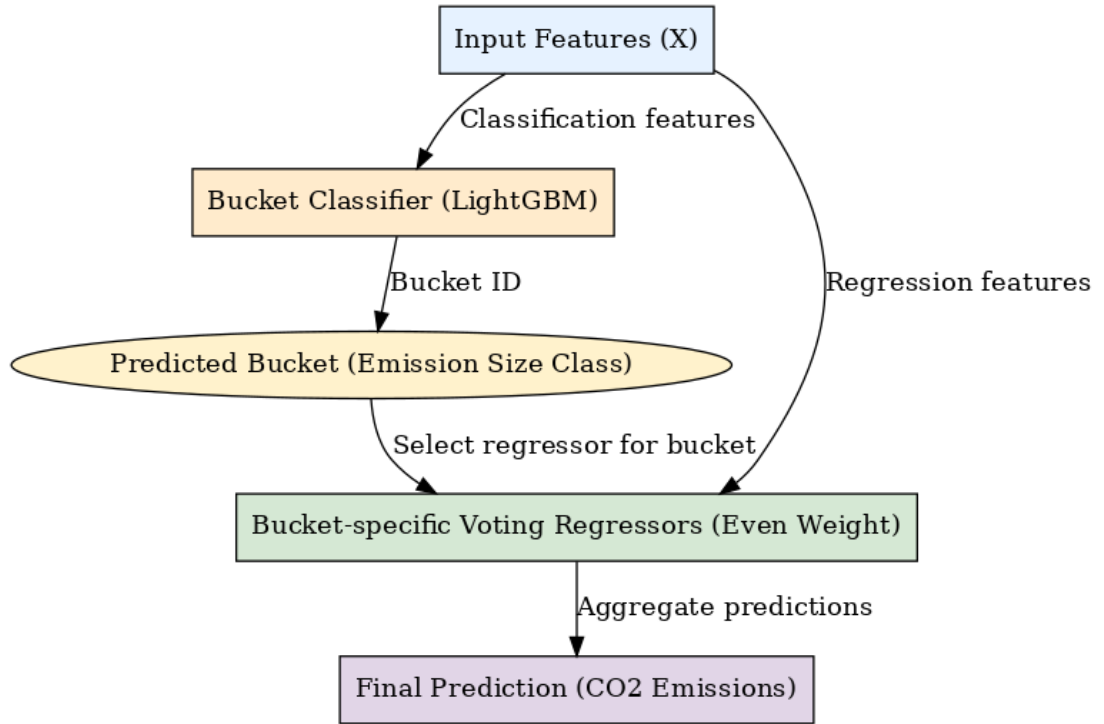 Input Features (X)
Classification features
Bucket Classifier (LightGBM)
Bucket ID
Regression features
Predicted Bucket (Emission Size Class)
Select regressor for bucket
Bucket-specific Voting Regressors (Even Weight)
Aggregate predictions
Final Prediction (CO2 Emissions)